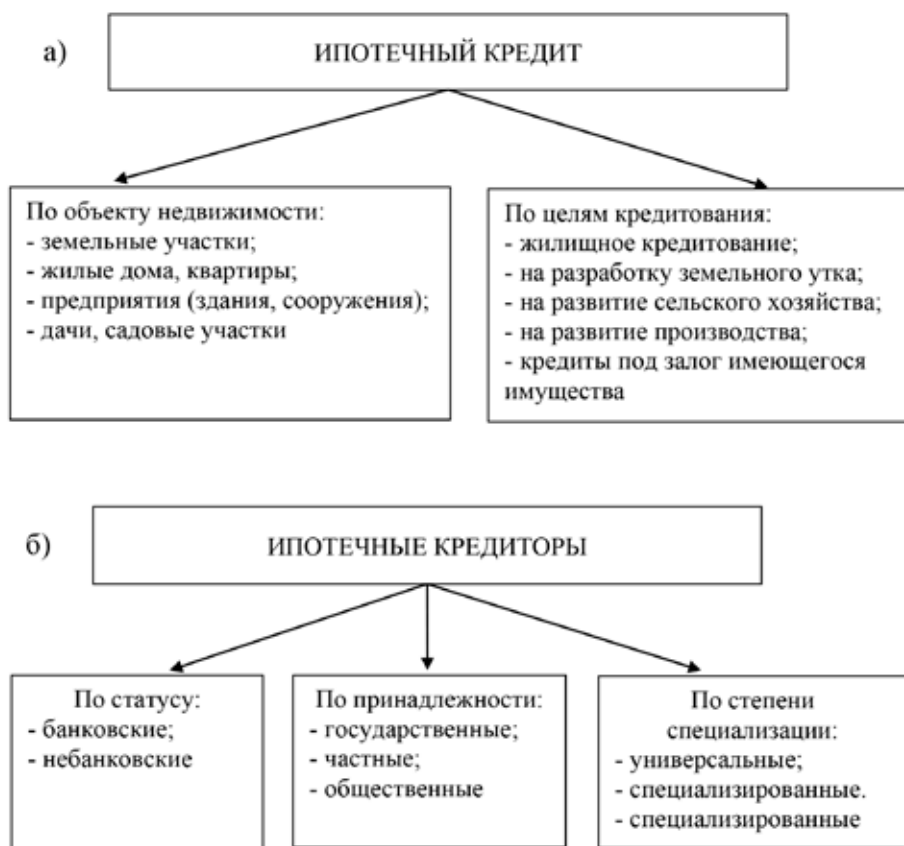 а)
ИПОТЕЧНЫЙ КРЕДИТ
По объекту недвижимости:
- земельные участки;
- жилые дома, квартиры;
- предприятия (здания, сооружения);
- дачи, садовые участки
По целям кредитования:
- жилищное кредитование;
- на разработку земельного утка;
- на развитие сельского хозяйства;
- на развитие производства;
- кредиты под залог имеющегося
имущества
б)
ИПОТЕЧНЫЕ КРЕДИТОРЫ
По статусу:
- банковские;
- небанковские
По принадлежности:
- государственные;
- частные;
- общественные
По степени
специализации:
- универсальные;
- специализированные.
- специализированные